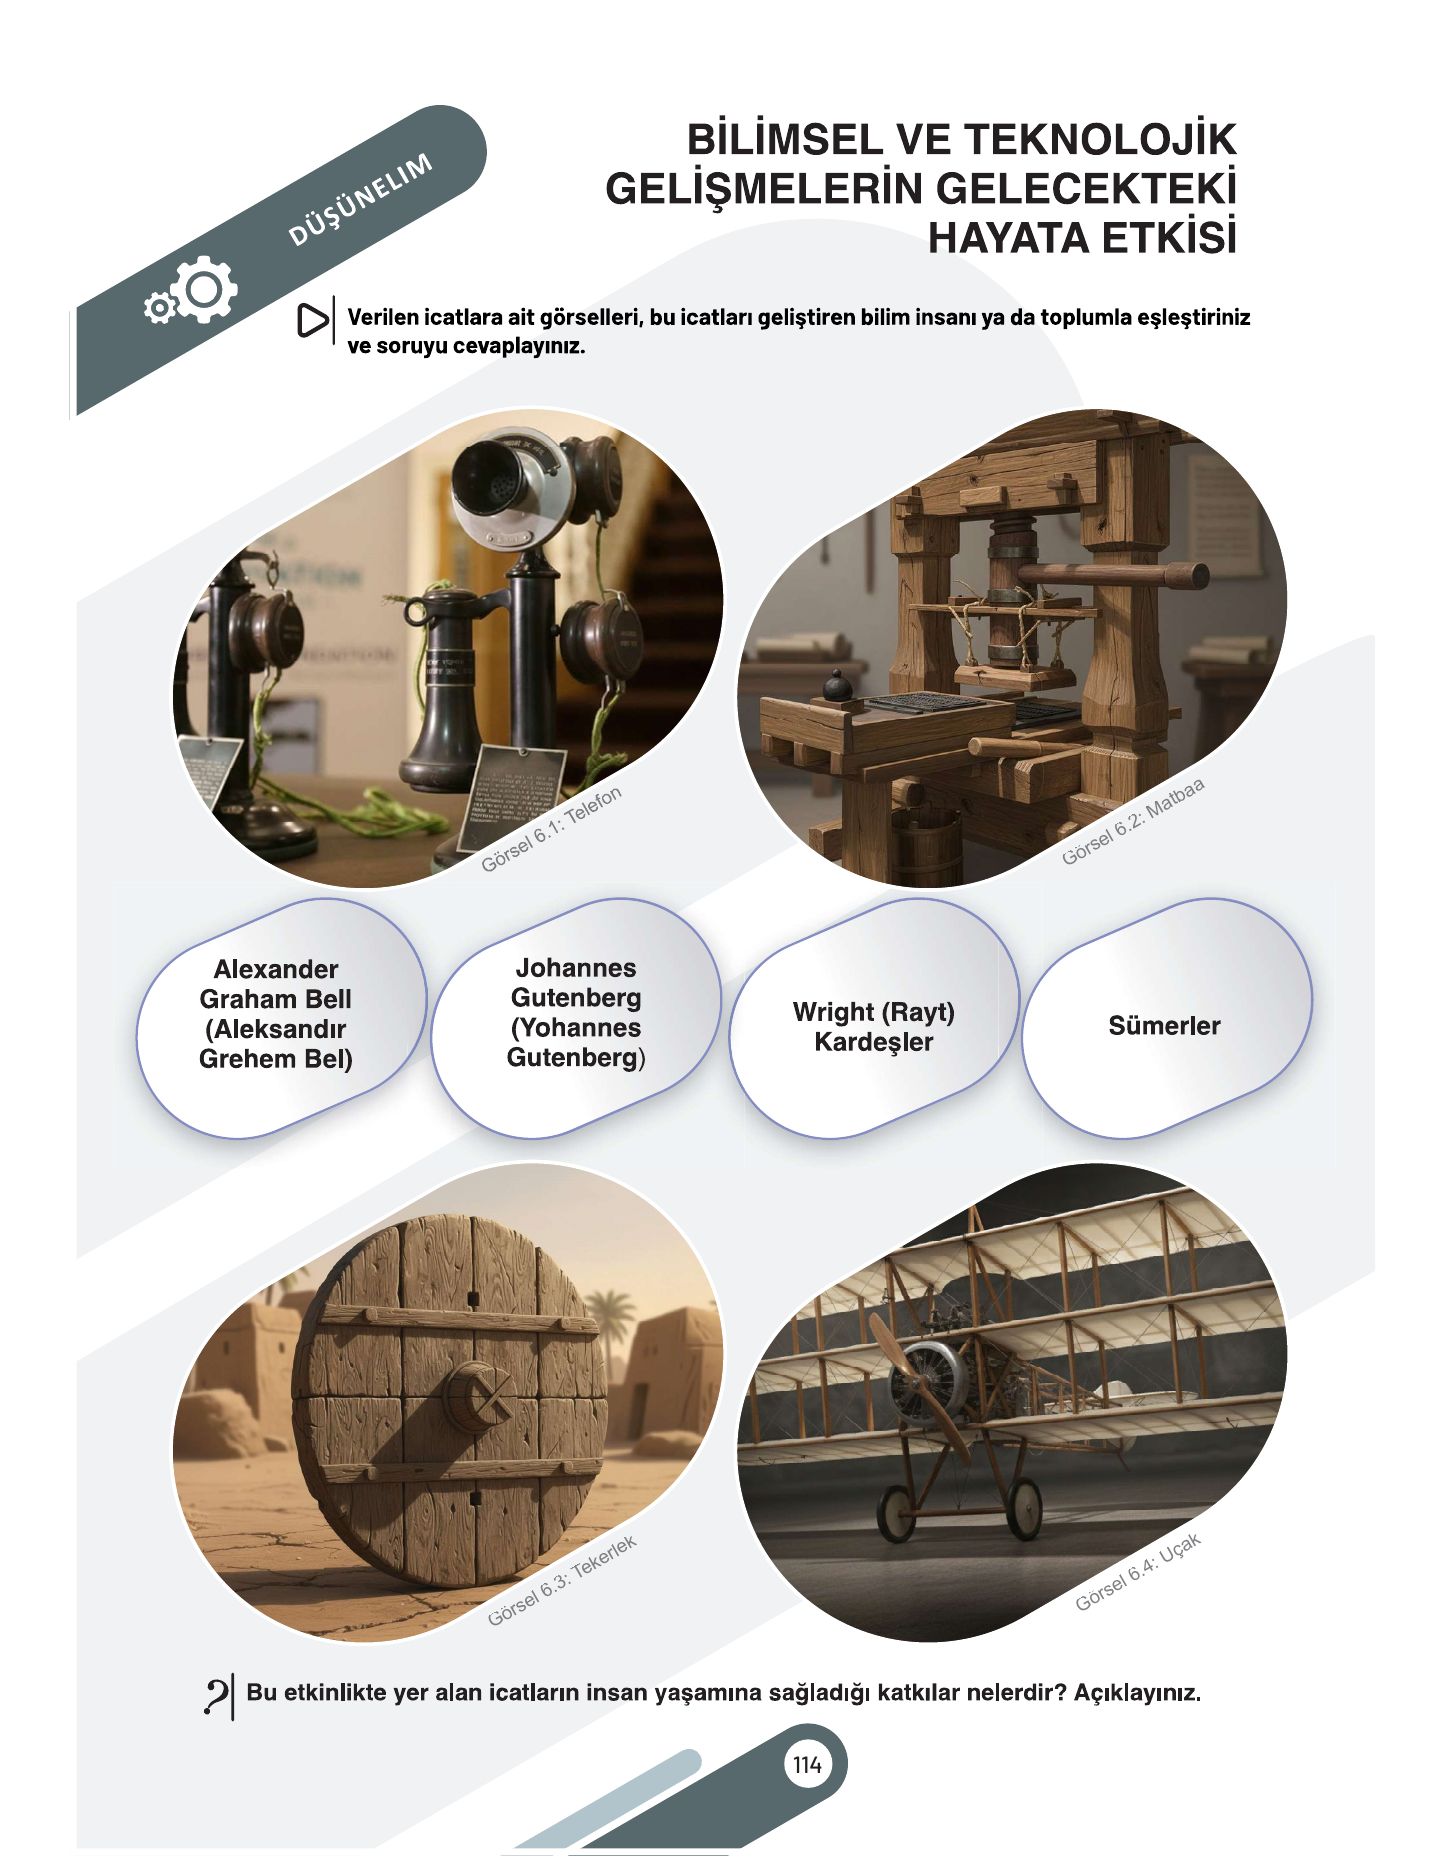 DÜŞÜNELIM
BİLİMSEL VE TEKNOLOJİK
GELİŞMELERİN GELECEKTEKİ
HAYATA ETKİSİ
Verilen icatlara ait görselleri, bu icatları geliştiren bilim insanı ya da toplumla eşleştiriniz
ve soruyu cevaplayınız.
Görsel 6.1: Telefon
Görsel 6.2: Matbaa
Alexander
Graham Bell
(Aleksandır
Grehem Bel)
Johannes
Gutenberg
(Yohannes
Gutenberg)
Wright (Rayt)
Kardeşler
Sümerler
Görsel 6.3: Tekerlek
Görsel 6.4: Uçak
Bu etkinlikte yer alan icatların insan yaşamına sağladığı katkılar nelerdir? Açıklayınız.
114